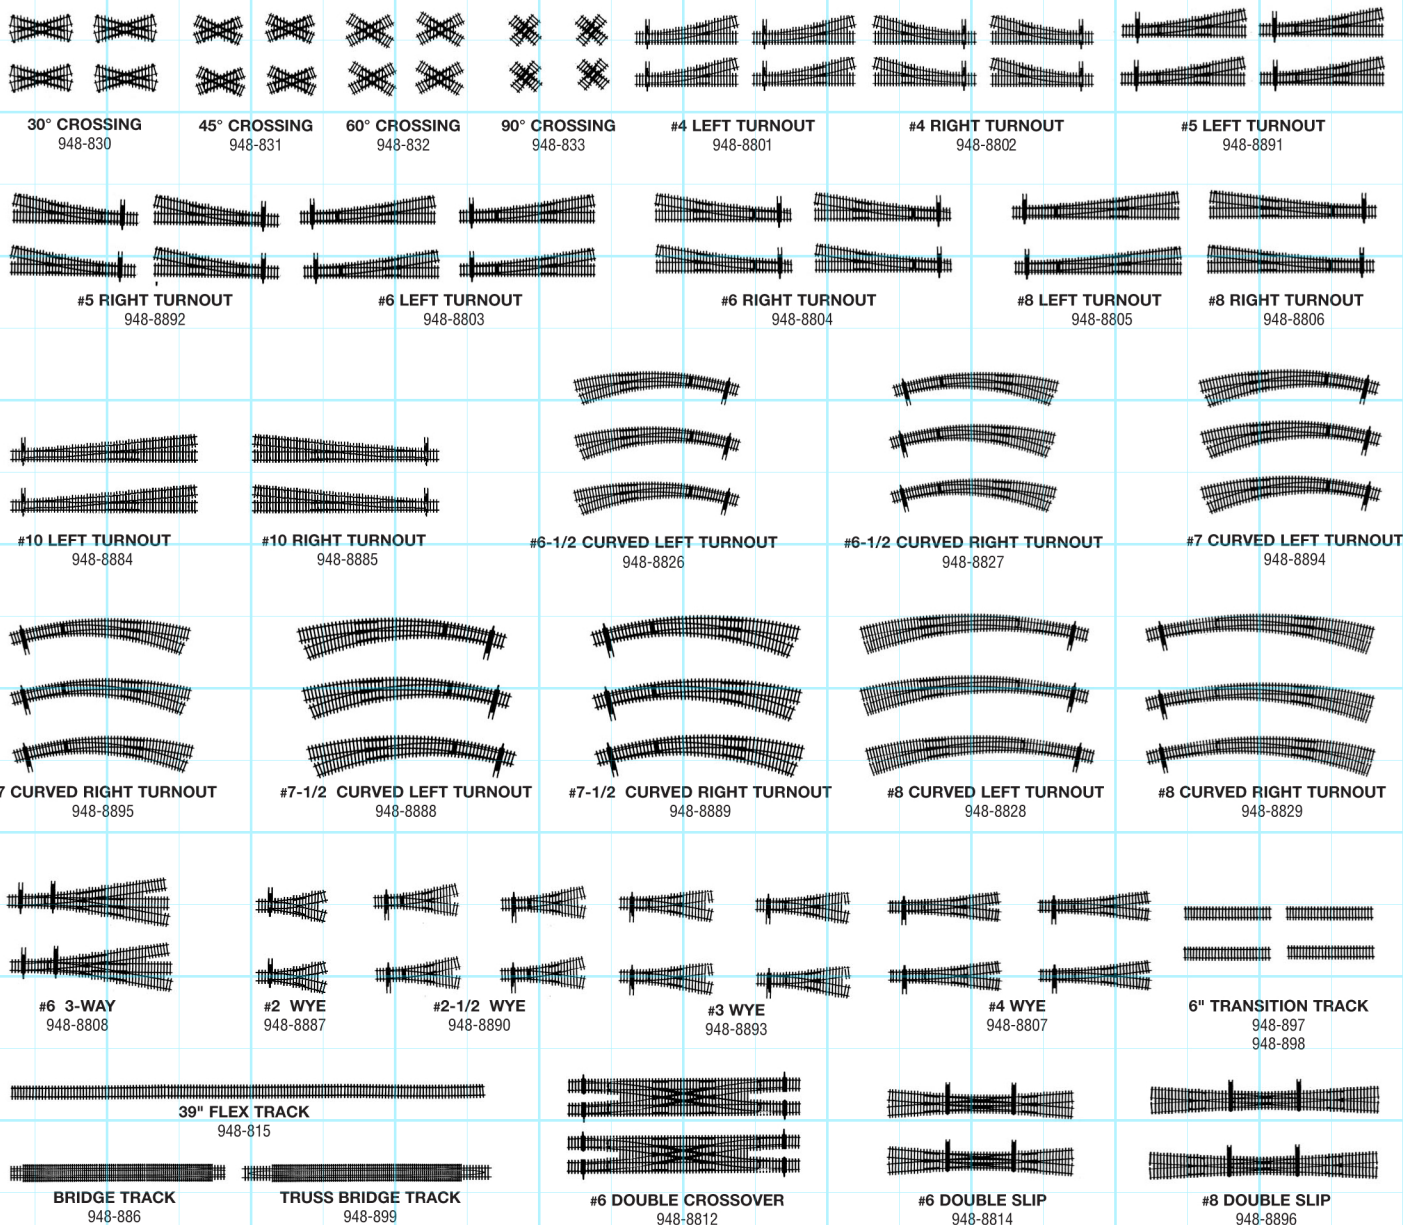 30° CROSSING
948-830
45° CROSSING
948-831
60° CROSSING
948-832
90° CROSSING
948-833
#4 LEFT TURNOUT
948-8801
#4 RIGHT TURNOUT
948-8802
#5 LEFT TURNOUT
948-8891
#5 RIGHT TURNOUT
948-8892
#6 LEFT TURNOUT
948-8803
#6 RIGHT TURNOUT
948-8804
#8 LEFT TURNOUT
948-8805
#8 RIGHT TURNOUT
948-8806
#10 LEFT TURNOUT
948-8884
#10 RIGHT TURNOUT
948-8885
#6-1/2 CURVED LEFT TURNOUT
948-8826
#6-1/2 CURVED RIGHT TURNOUT
948-8827
#7 CURVED LEFT TURNOUT
948-8894
7 CURVED RIGHT TURNOUT
948-8895
#7-1/2 CURVED LEFT TURNOUT
948-8888
#7-1/2 CURVED RIGHT TURNOUT
948-8889
#8 CURVED LEFT TURNOUT
948-8828
#8 CURVED RIGHT TURNOUT
948-8829
#6 3-WAY
948-8808
#2 WYE
948-8887
#2-1/2 WYE
948-8890
#3 WYE
948-8893
#4 WYE
948-8807
6" TRANSITION TRACK
948-897
948-898
39" FLEX TRACK
948-815
BRIDGE TRACK
948-886
TRUSS BRIDGE TRACK
948-899
#6 DOUBLE CROSSOVER
948-8812
#6 DOUBLE SLIP
948-8814
#8 DOUBLE SLIP
948-8896